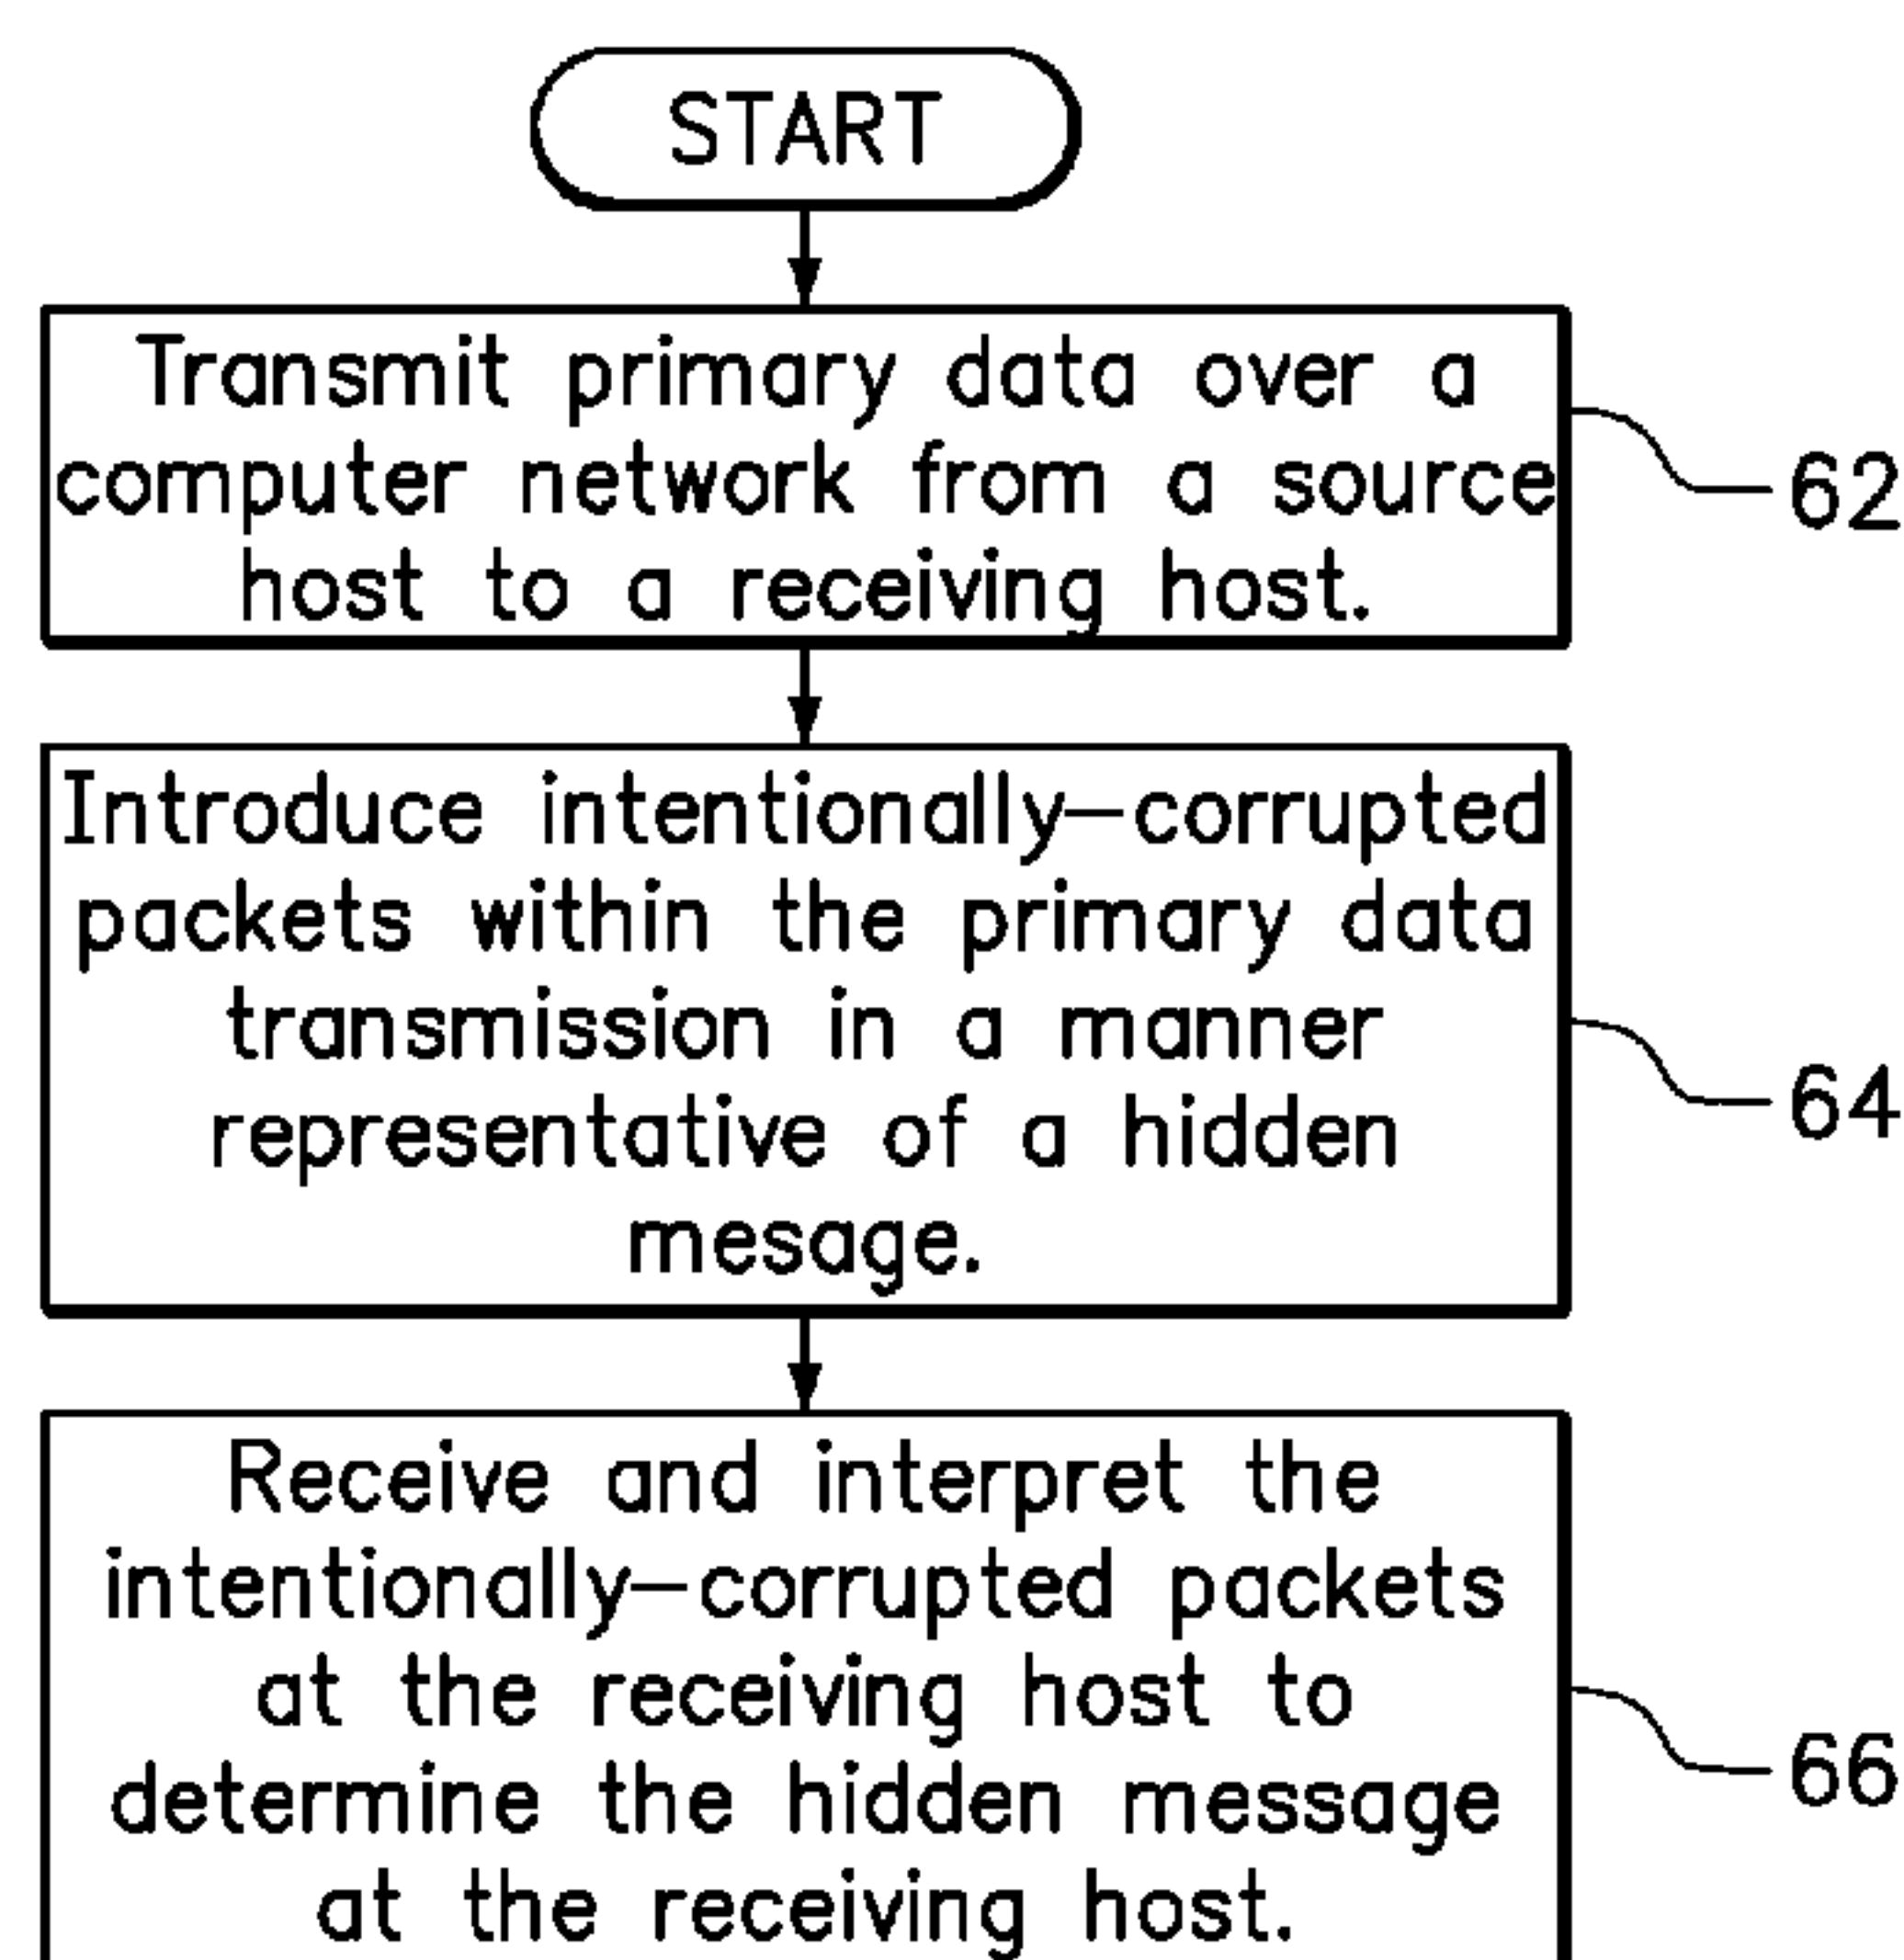 START
Transmit primary data over a
computer network from a source
host to a receiving host.
62
Introduce intentionally-corrupted
packets within the primary data
transmission in a manner
representative of a hidden
mesage.
64
Receive and interpret the
intentionally-corrupted packets
at the receiving host to
determine the hidden message
at the receiving host.
66